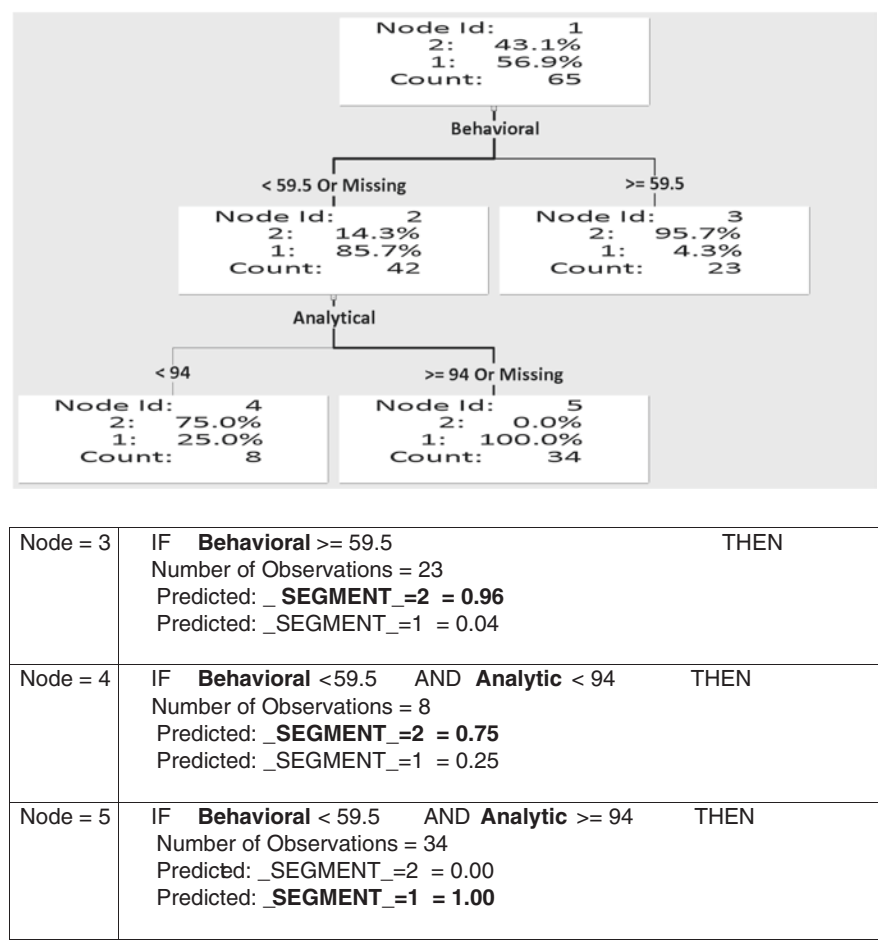 Node Id: 1
2: 43.1%
1: 56.9%
Count: 65
Behavioral
< 59.5 Or Missing
>= 59.5
Node Id: 2
2: 14.3%
1: 85.7%
Count: 42
Node Id: 3
2: 95.7%
1: 4.3%
Count: 23
Analytical
< 94
>= 94 Or Missing
Node Id: 4
2: 75.0%
1: 25.0%
Count: 8
Node Id: 5
2: 0.0%
1: 100.0%
Count: 34
Node = 3 IF Behavioral >= 59.5 THEN
Number of Observations = 23
Predicted: _ SEGMENT_=2 = 0.96
Predicted: _SEGMENT_=1 = 0.04
Node = 4 IF Behavioral <59.5 AND Analytic < 94 THEN
Number of Observations = 8
Predicted: _SEGMENT_=2 = 0.75
Predicted: _SEGMENT_=1 = 0.25
Node = 5 IF Behavioral < 59.5 AND Analytic >= 94 THEN
Number of Observations = 34
Predicted: _SEGMENT_=2 = 0.00
Predicted: _SEGMENT_=1 = 1.00